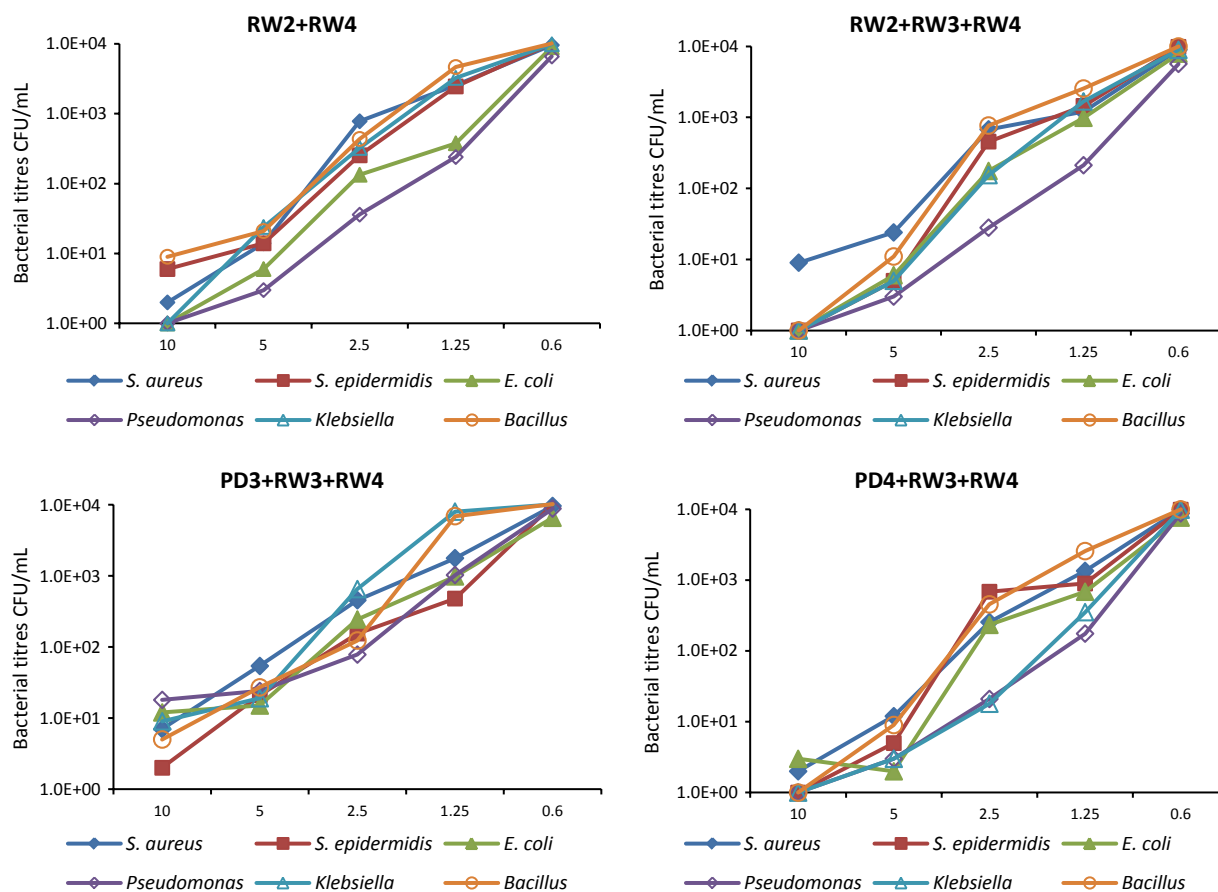 RW2+RW4
Bacterial titres CFU/mL
1.0E+04
1.0E+03
1.0E+02
1.0E+01
1.0E+00
10 5 2.5 1.25 0.6
S. aureus S. epidermidis E. coli
Pseudomonas Klebsiella Bacillus
RW2+RW3+RW4
Bacterial titres CFU/mL
1.0E+04
1.0E+03
1.0E+02
1.0E+01
1.0E+00
10 5 2.5 1.25 0.6
S. aureus S. epidermidis E. coli
Pseudomonas Klebsiella Bacillus
PD3+RW3+RW4
Bacterial titres CFU/mL
1.0E+04
1.0E+03
1.0E+02
1.0E+01
1.0E+00
10 5 2.5 1.25 0.6
S. aureus S. epidermidis E. coli
Pseudomonas Klebsiella Bacillus
PD4+RW3+RW4
Bacterial titres CFU/mL
1.0E+04
1.0E+03
1.0E+02
1.0E+01
1.0E+00
10 5 2.5 1.25 0.6
S. aureus S. epidermidis E. coli
Pseudomonas Klebsiella Bacillus